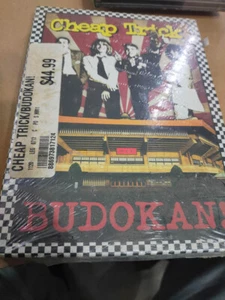 Cheap Trick
$44.99
CHEAP TRICK/BUDOKAN!
BUDOKAN!